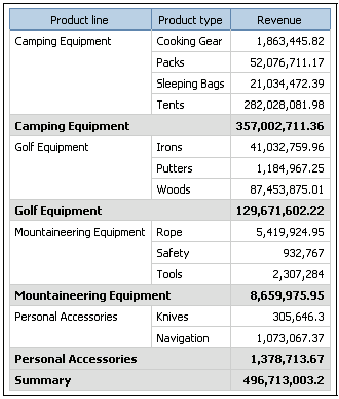 Product line Product type Revenue
Camping Equipment Cooking Gear 1,863,445.82
Packs 52,076,711.17
Sleeping Bags 21,034,472.39
Tents 282,028,081.98
Camping Equipment 357,002,711.36
Golf Equipment Irons 41,032,759.96
Putters 1,184,967.25
Woods 87,453,875.01
Golf Equipment 129,671,602.22
Mountaineering Equipment Rope 5,419,924.95
Safety 932,767
Tools 2,307,284
Mountaineering Equipment 8,659,975.95
Personal Accessories Knives 305,646.3
Navigation 1,073,067.37
Personal Accessories 1,378,713.67
Summary 496,713,003.2